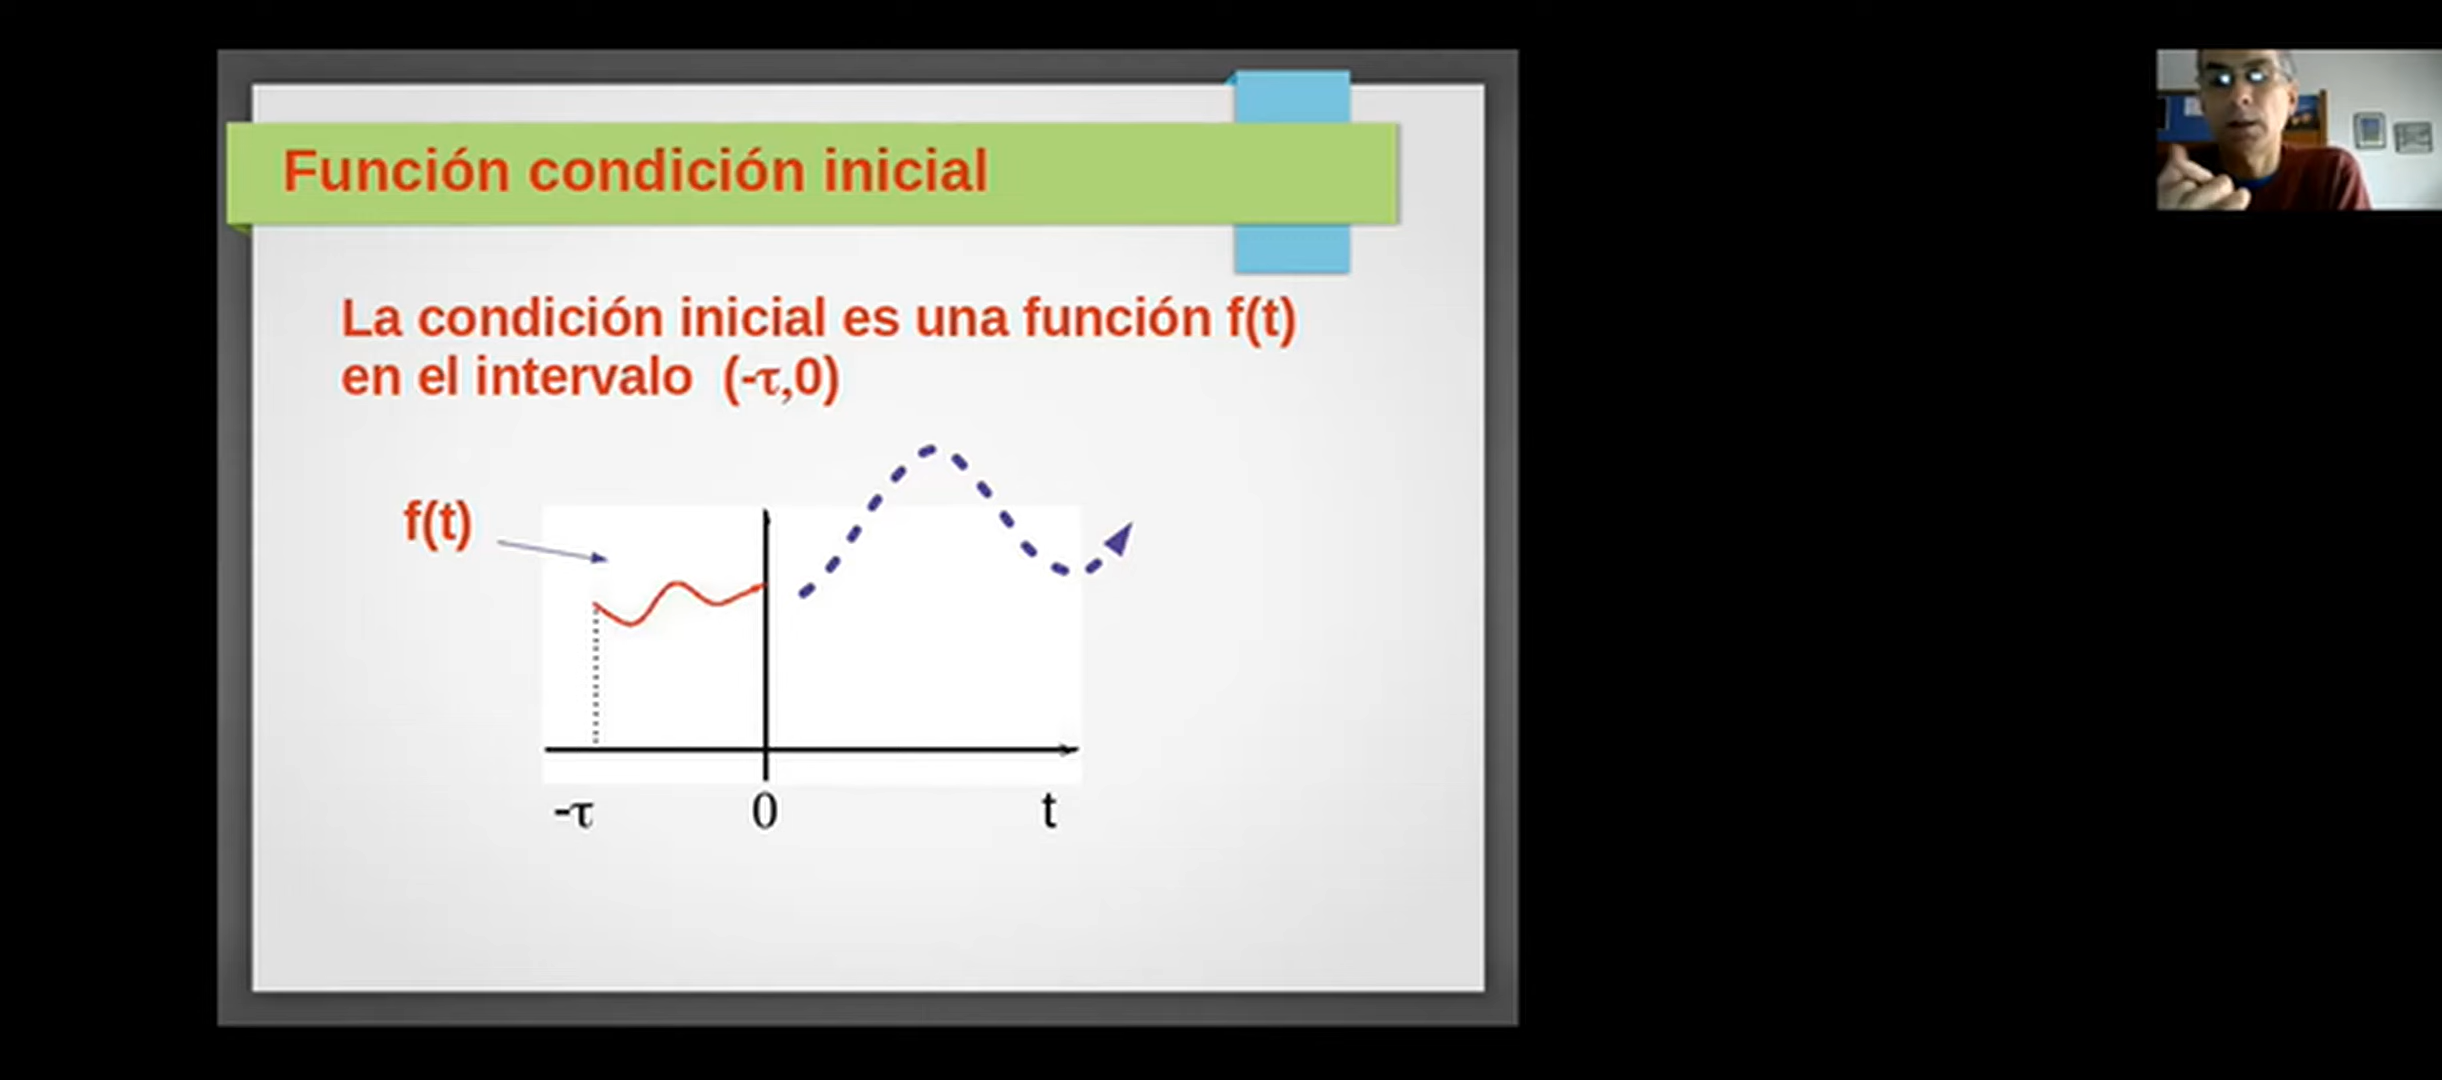 Función condición inicial
La condición inicial es una función f(t)
en el intervalo (-τ,0)
f(t)
-τ 0 t